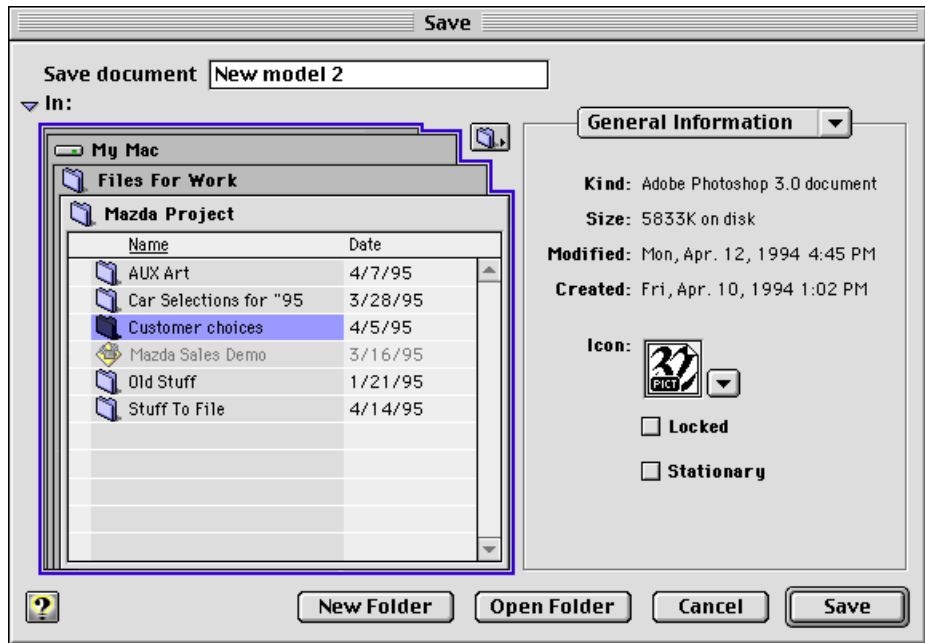 Save
Save document New model 2
In:
My Mac
Files For Work
Mazda Project
Name Date
AUX Art 4/7/95
Car Selections for "95 3/28/95
Customer choices 4/5/95
Mazda Sales Demo 3/16/95
Old Stuff 1/21/95
Stuff To File 4/14/95
General Information
Kind: Adobe Photoshop 3.0 document
Size: 5833K on disk
Modified: Mon, Apr. 12, 1994 4:45 PM
Created: Fri, Apr. 10, 1994 1:02 PM
Icon:
PICT
Locked
Stationary
?
New Folder Open Folder Cancel Save